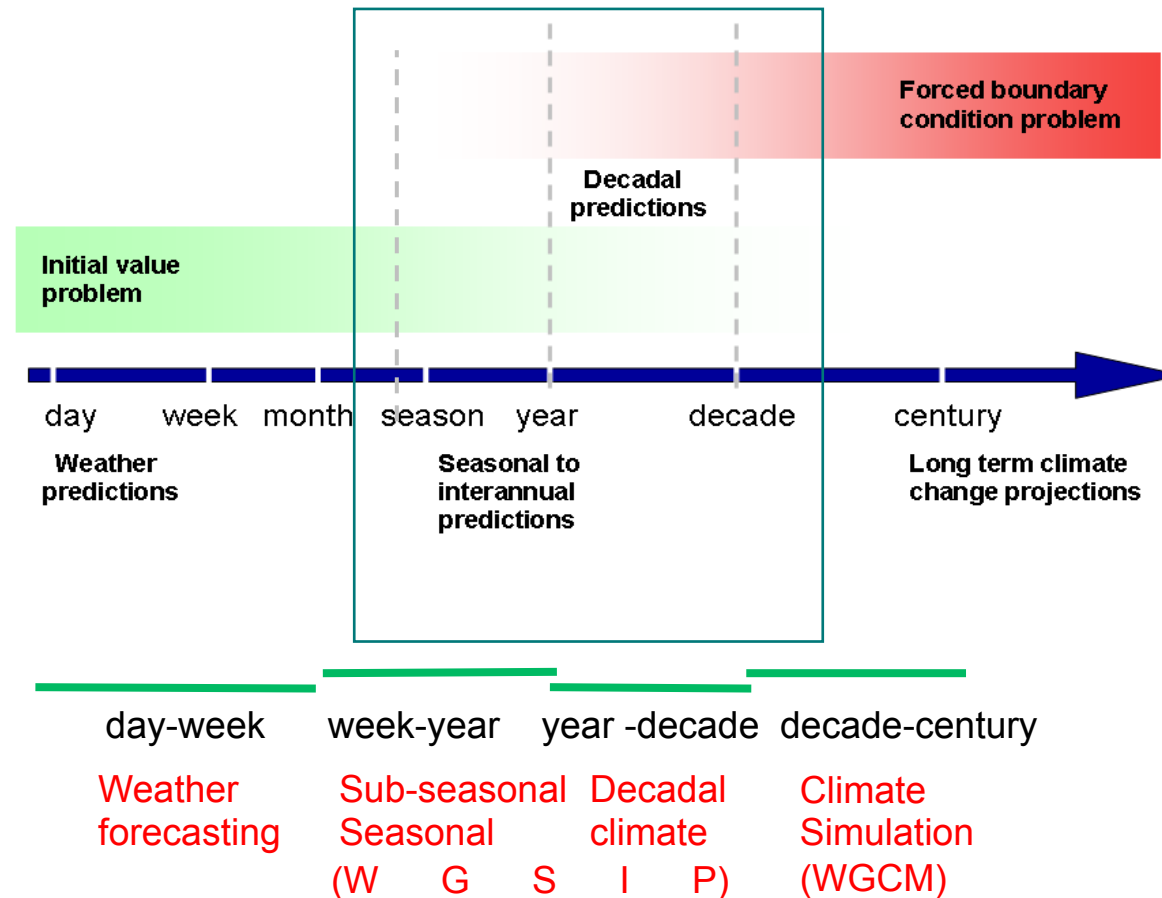 Forced boundary
condition problem
Decadal
predictions
Initial value
problem
day week month season year decade century
Weather
predictions
Seasonal to
interannual
predictions
Long term climate
change projections
day-week week-year year -decade decade-century
Weather
forecasting
Sub-seasonal
Seasonal
Decadal
climate
(W G S I P)
Climate
Simulation
(WGCM)